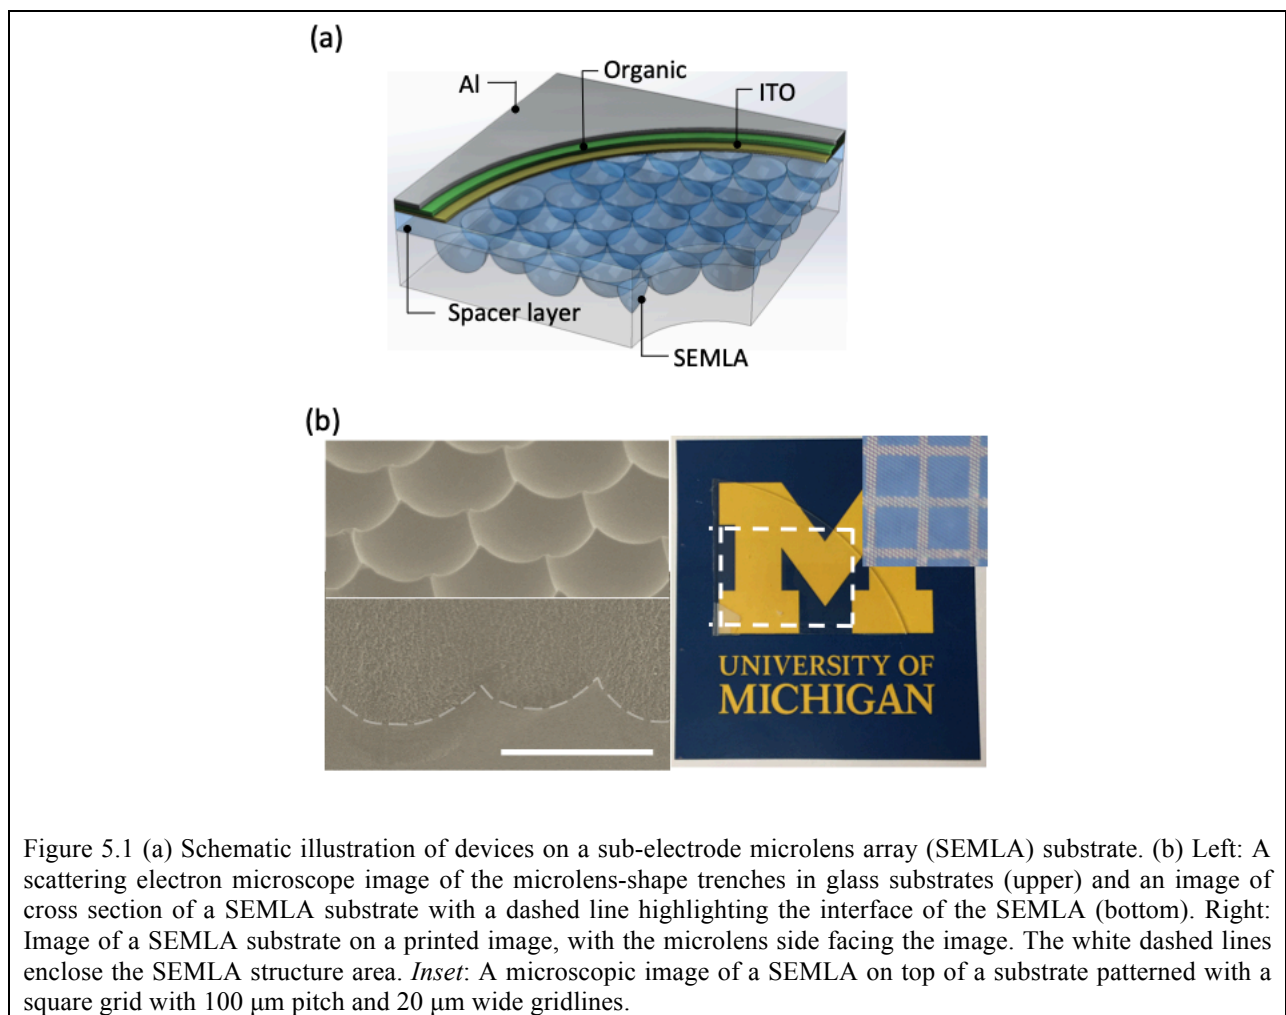 (a)
Organic
Al
ITO
Spacer layer
SEMLA
(b)
M
UNIVERSITY OF
MICHIGAN
Figure 5.1 (a) Schematic illustration of devices on a sub-electrode microlens array (SEMLA) substrate. (b) Left: A
scattering electron microscope image of the microlens-shape trenches in glass substrates (upper) and an image of
cross section of a SEMLA substrate with a dashed line highlighting the interface of the SEMLA (bottom). Right:
Image of a SEMLA substrate on a printed image, with the microlens side facing the image. The white dashed lines
enclose the SEMLA structure area. Inset: A microscopic image of a SEMLA on top of a substrate patterned with a
square grid with 100 μm pitch and 20 μm wide gridlines.